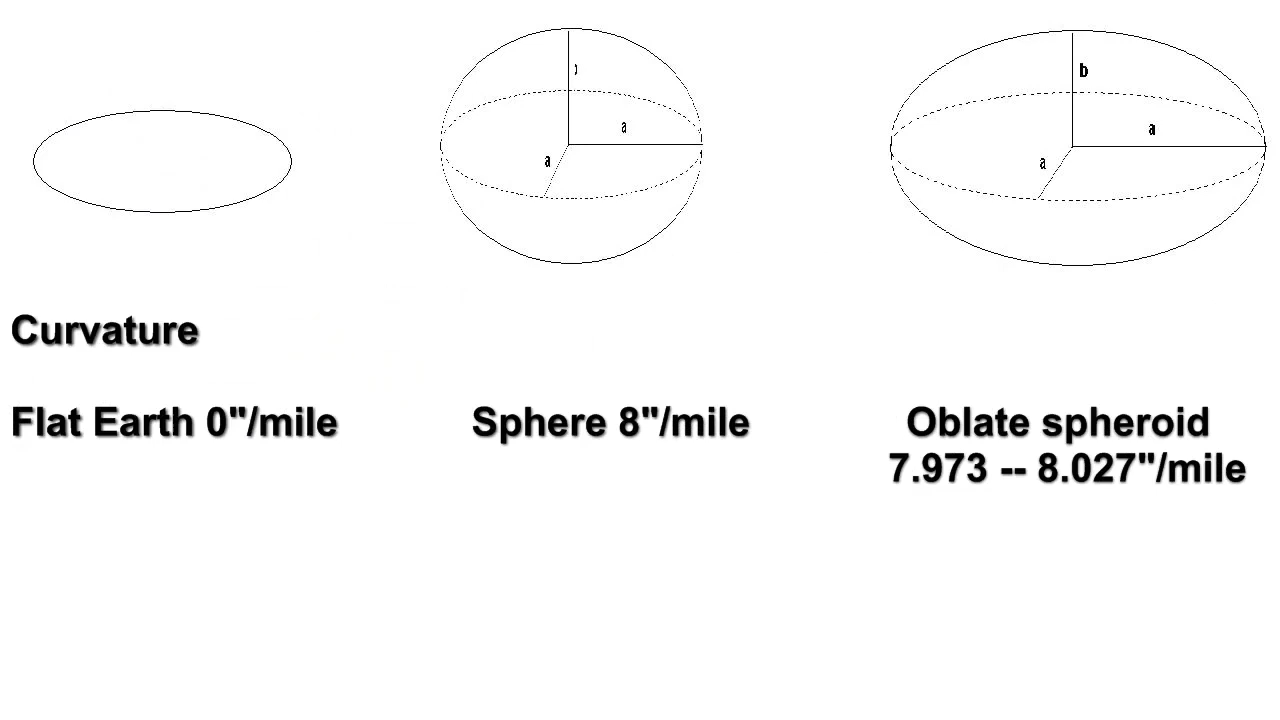 b
a
a
a
a
Curvature
Flat Earth 0"/mile
Sphere 8"/mile
Oblate spheroid
7.973 -- 8.027"/mile